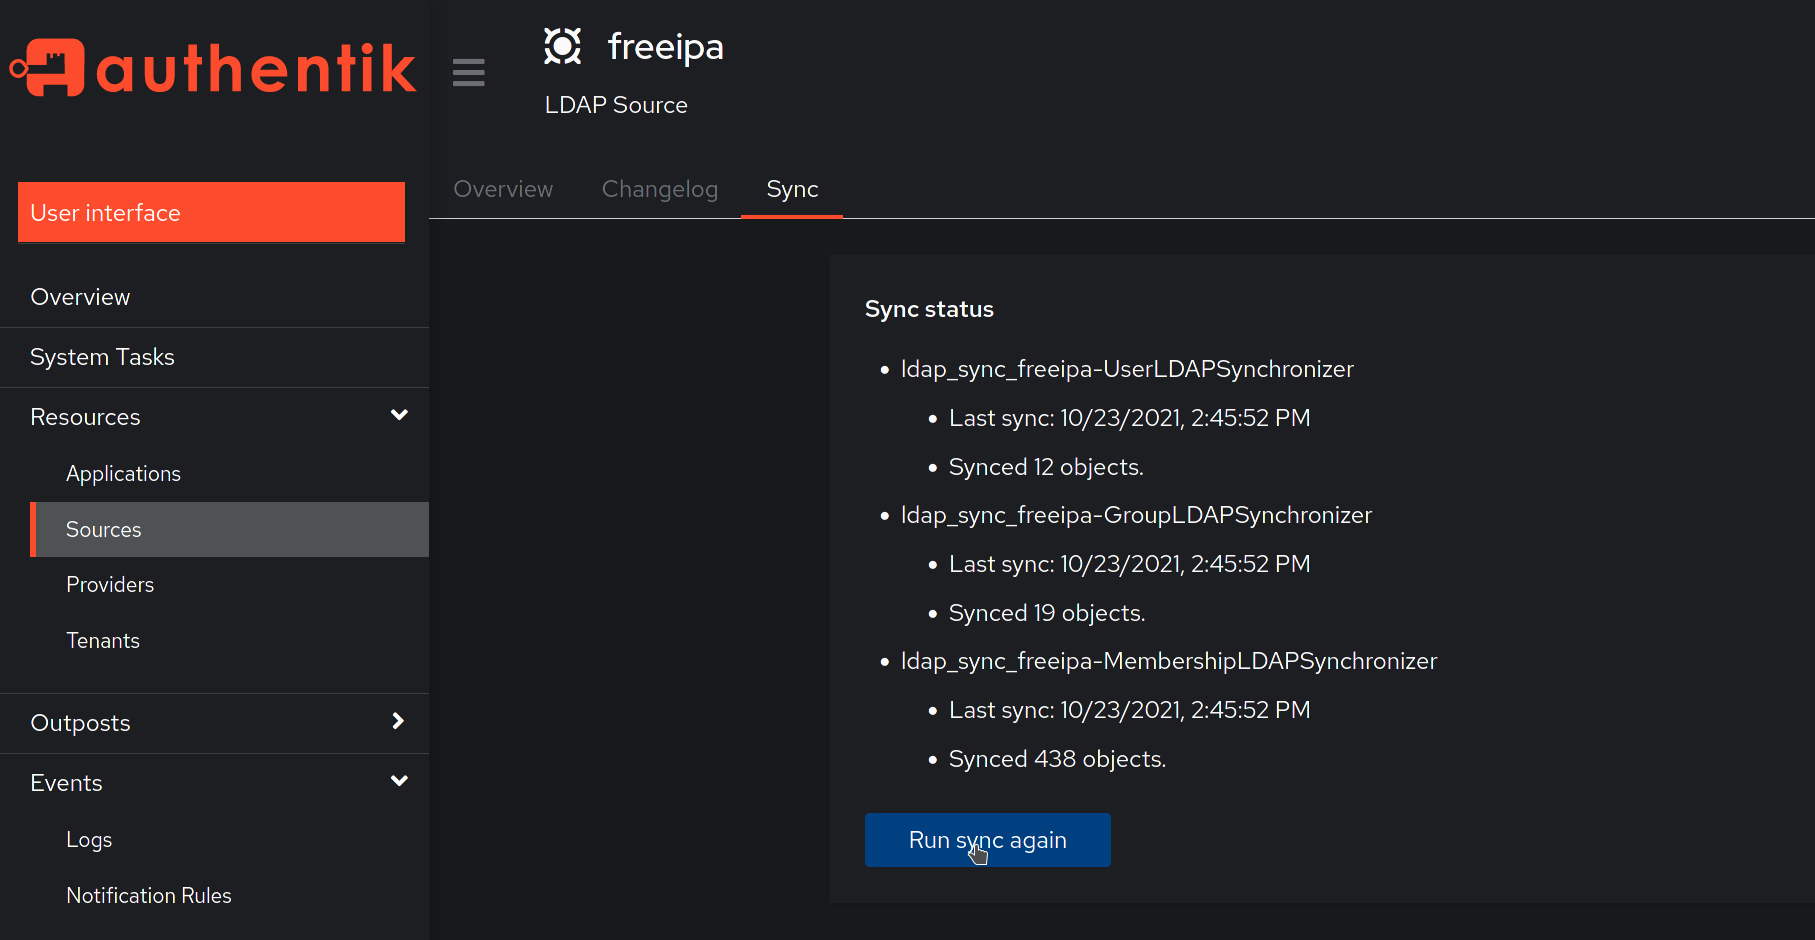 authentik
User interface
Overview
System Tasks
Resources
Applications
Sources
Providers
Tenants
Outposts
Events
Logs
Notification Rules
freeipa
LDAP Source
Overview
Changelog
Sync
Sync status
ldap_sync_freeipa-UserLDAPSynchronizer
Last sync: 10/23/2021, 2:45:52 PM
Synced 12 objects.
ldap_sync_freeipa-GroupLDAPSynchronizer
Last sync: 10/23/2021, 2:45:52 PM
Synced 19 objects.
ldap_sync_freeipa-MembershipLDAPSynchronizer
Last sync: 10/23/2021, 2:45:52 PM
Synced 438 objects.
Run sync again